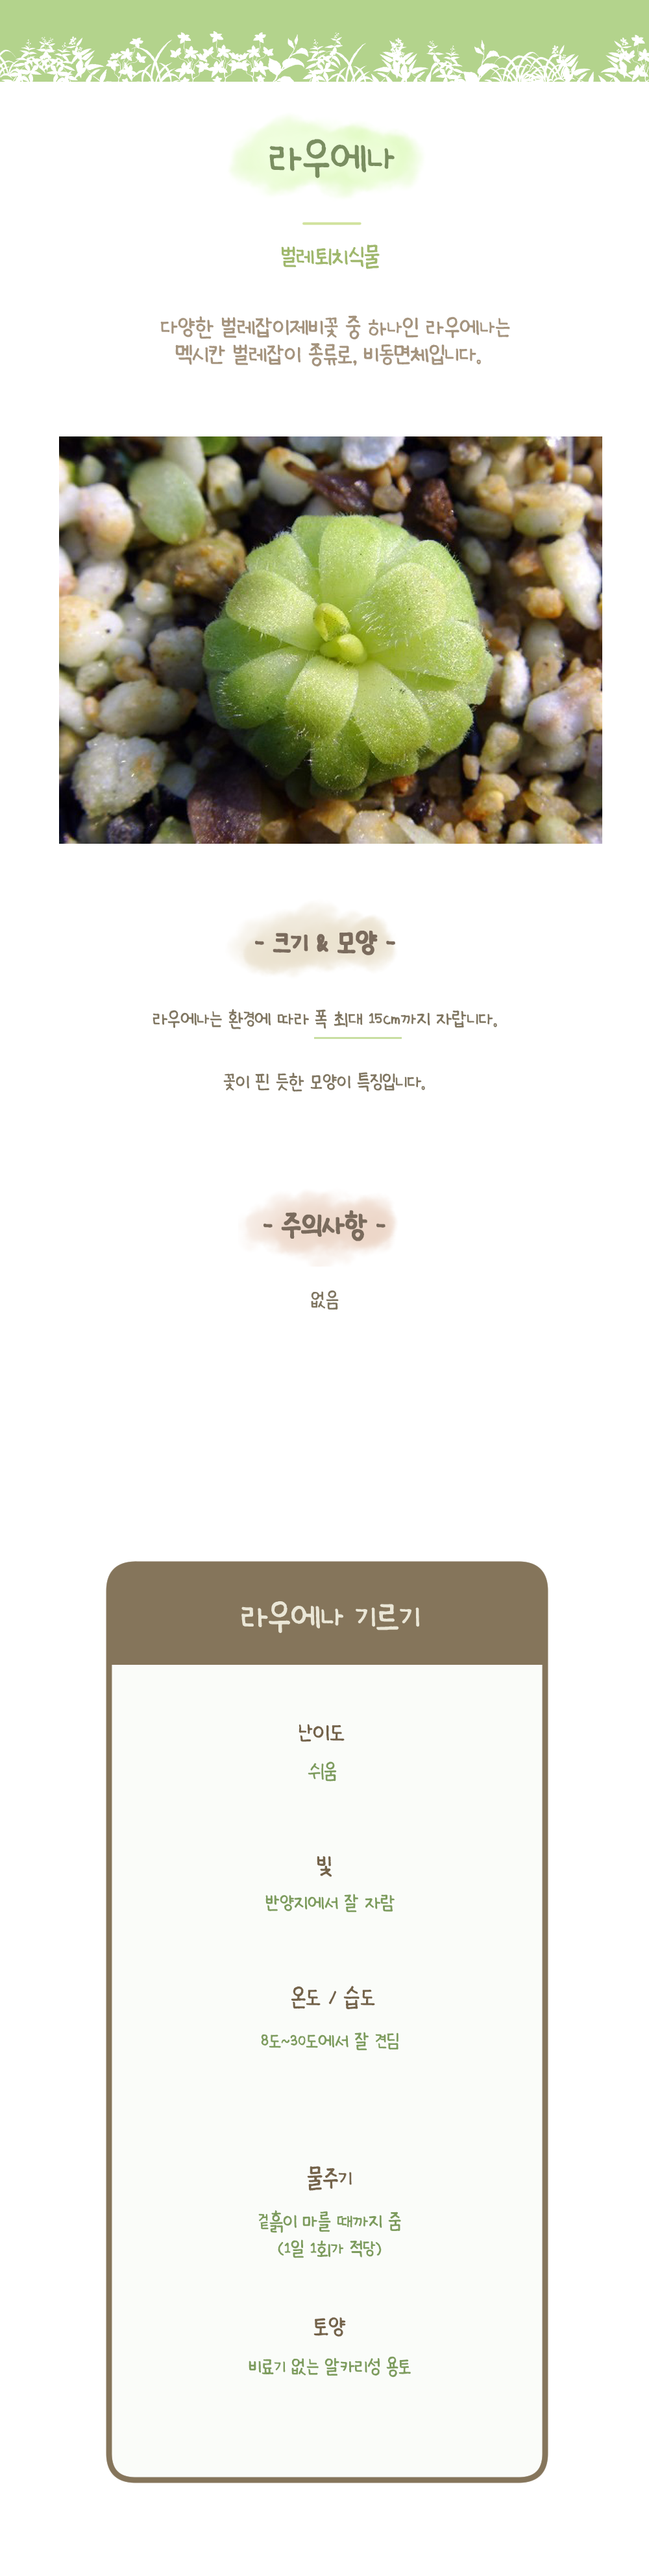 라우에나
벌레퇴치식물
다양한 벌레잡이제비꽃 중 하나인 라우에나는
멕시칸 벌레잡이 종류로, 비동면체입니다.
- 크기 & 모양 -
라우에나는 환경에 따라 폭 최대 15cm까지 자랍니다.
꽃이 핀 듯한 모양이 특징입니다.
- 주의사항 -
없음
라우에나 기르기
난이도
쉬움
빛
반양지에서 잘 자람
온도 / 습도
8도~30도에서 잘 견딤
물주기
겉흙이 마를 때까지 줌
(1일 1회가 적당)
토양
비료기 없는 알카리성 용토